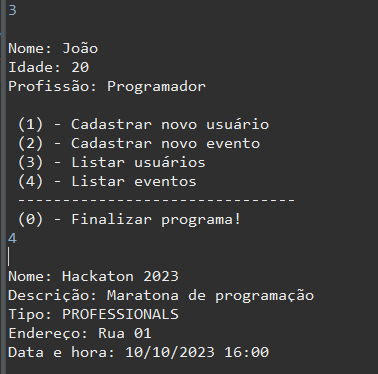 3
Nome: João
Idade: 20
Profissão: Programador
(1) - Cadastrar novo usuário
(2) - Cadastrar novo evento
(3) - Listar usuários
(4) - Listar eventos
-------------------------------
(0) - Finalizar programa!
4
Nome: Hackaton 2023
Descrição: Maratona de programação
Tipo: PROFESSIONALS
Endereço: Rua 01
Data e hora: 10/10/2023 16:00